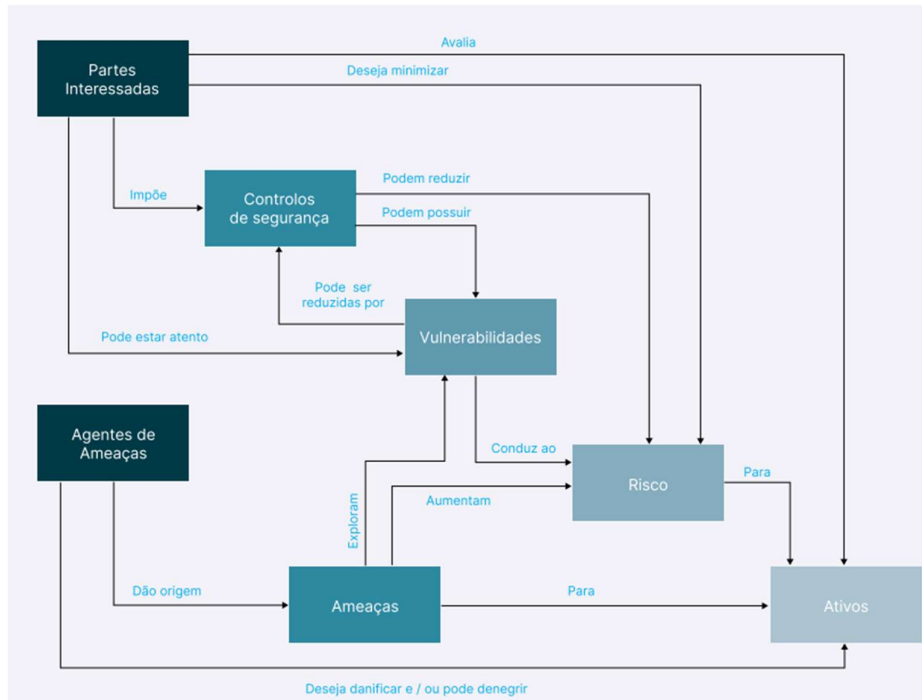 Avalia
Partes
Interessadas
Deseja minimizar
Impõe
Controlos
de segurança
Podem reduzir
Podem possuir
Pode ser
reduzidas por
Pode estar atento
Vulnerabilidades
Agentes de
Ameaças
Conduz ao
Risco
Para
Exploram
Aumentam
Dão origem
Ameaças
Para
Ativos
Deseja danificar e / ou pode denegrir